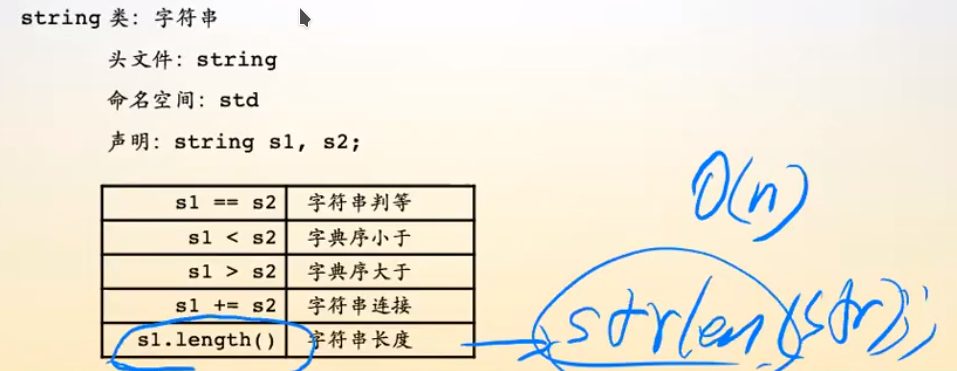 string 类: 字符串
头文件: string
命名空间: std
声明: string s1, s2;
s1 == s2 字符串判等
s1 < s2 字典序小于
s1 > s2 字典序大于
s1 += s2 字符串连接
s1.length() 字符串长度
O(n)
strlen(str);